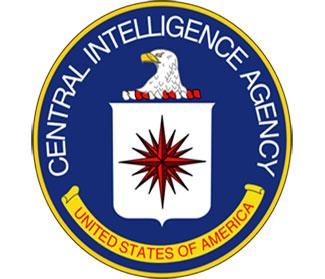 CENTRAL INTELLIGENCE AGENCY
UNITED STATES OF AMERICA